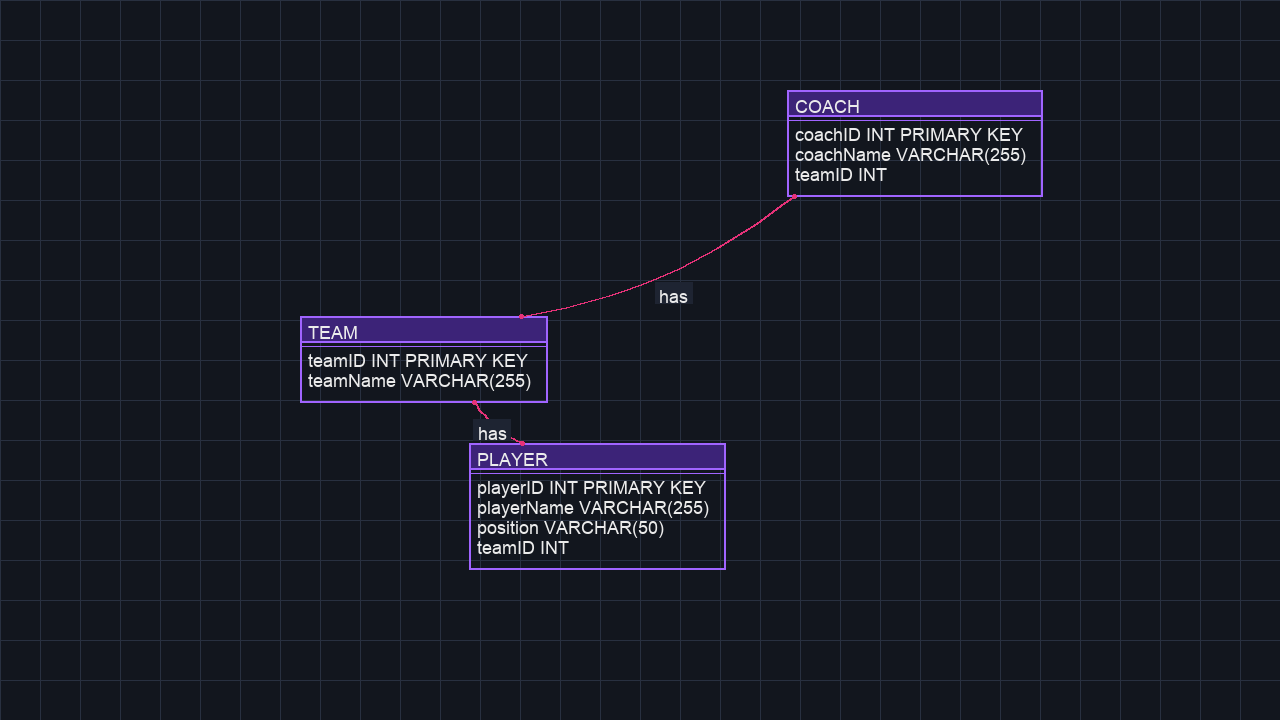 COACH
coachID INT PRIMARY KEY
coachName VARCHAR(255)
teamID INT
has
TEAM
teamID INT PRIMARY KEY
teamName VARCHAR(255)
has
PLAYER
playerID INT PRIMARY KEY
playerName VARCHAR(255)
position VARCHAR(50)
teamID INT